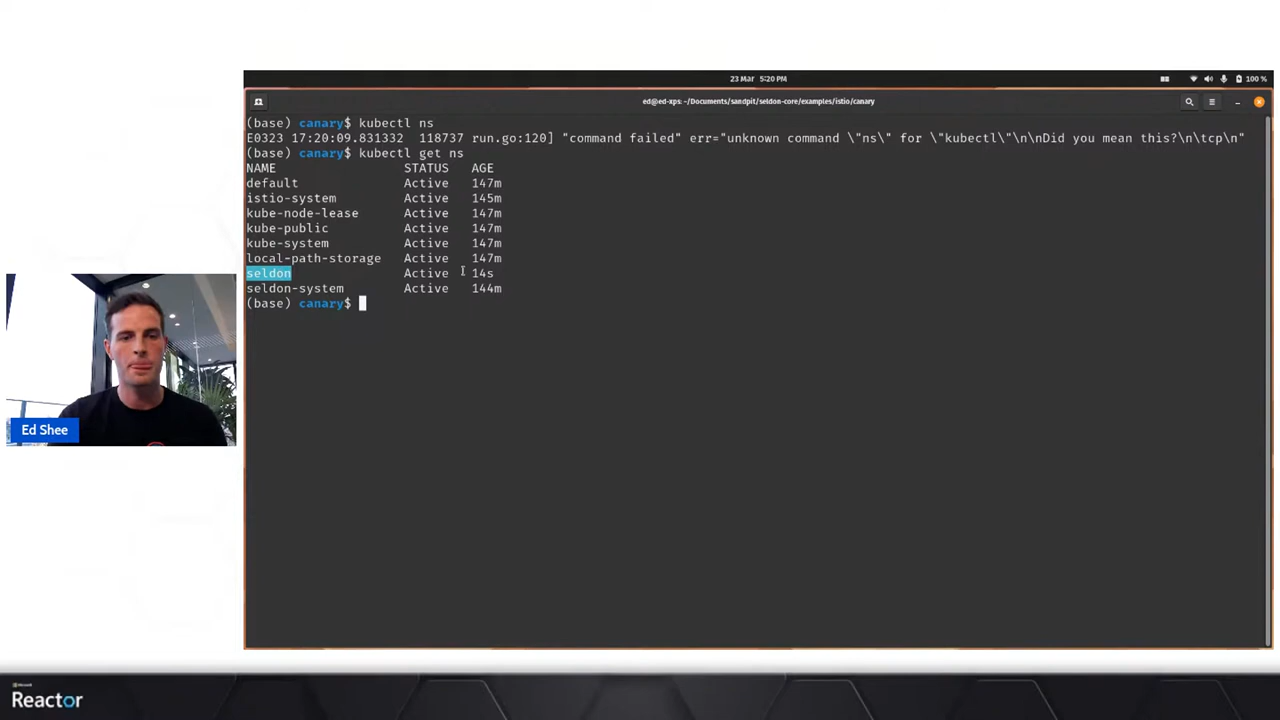 23 Mar 5:20 PM
100 %
ed@ed-xps: ~/Documents/sandpit/seldon-core/examples/istio/canary
(base) canary$ kubectl ns
E0323 17:20:09.831332 118737 run.go:120] "command failed" err="unknown command \"ns\" for \"kubectl\"\n\nDid you mean this?\n\tcp\n"
(base) canary$ kubectl get ns
NAME STATUS AGE
default Active 147m
istio-system Active 145m
kube-node-lease Active 147m
kube-public Active 147m
kube-system Active 147m
local-path-storage Active 147m
seldon Active 14s
seldon-system Active 144m
(base) canary$
Ed Shee
Microsoft
Reactor